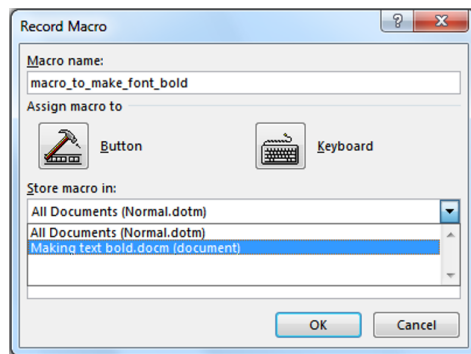 Record Macro
?
Macro name:
macro_to_make_font_bold
Assign macro to
Button
Keyboard
Store macro in:
All Documents (Normal.dotm)
All Documents (Normal.dotm)
Making text bold.docm (document)
OK
Cancel